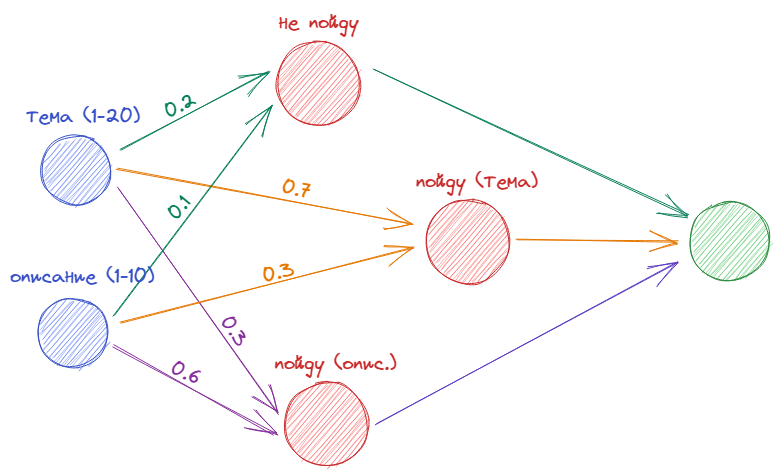 Не пойду
0.2
Тема (1-20)
0.1
0.7
пойду (Тема)
описание (1-10)
0.3
0.3
0.6
пойду (опис.)